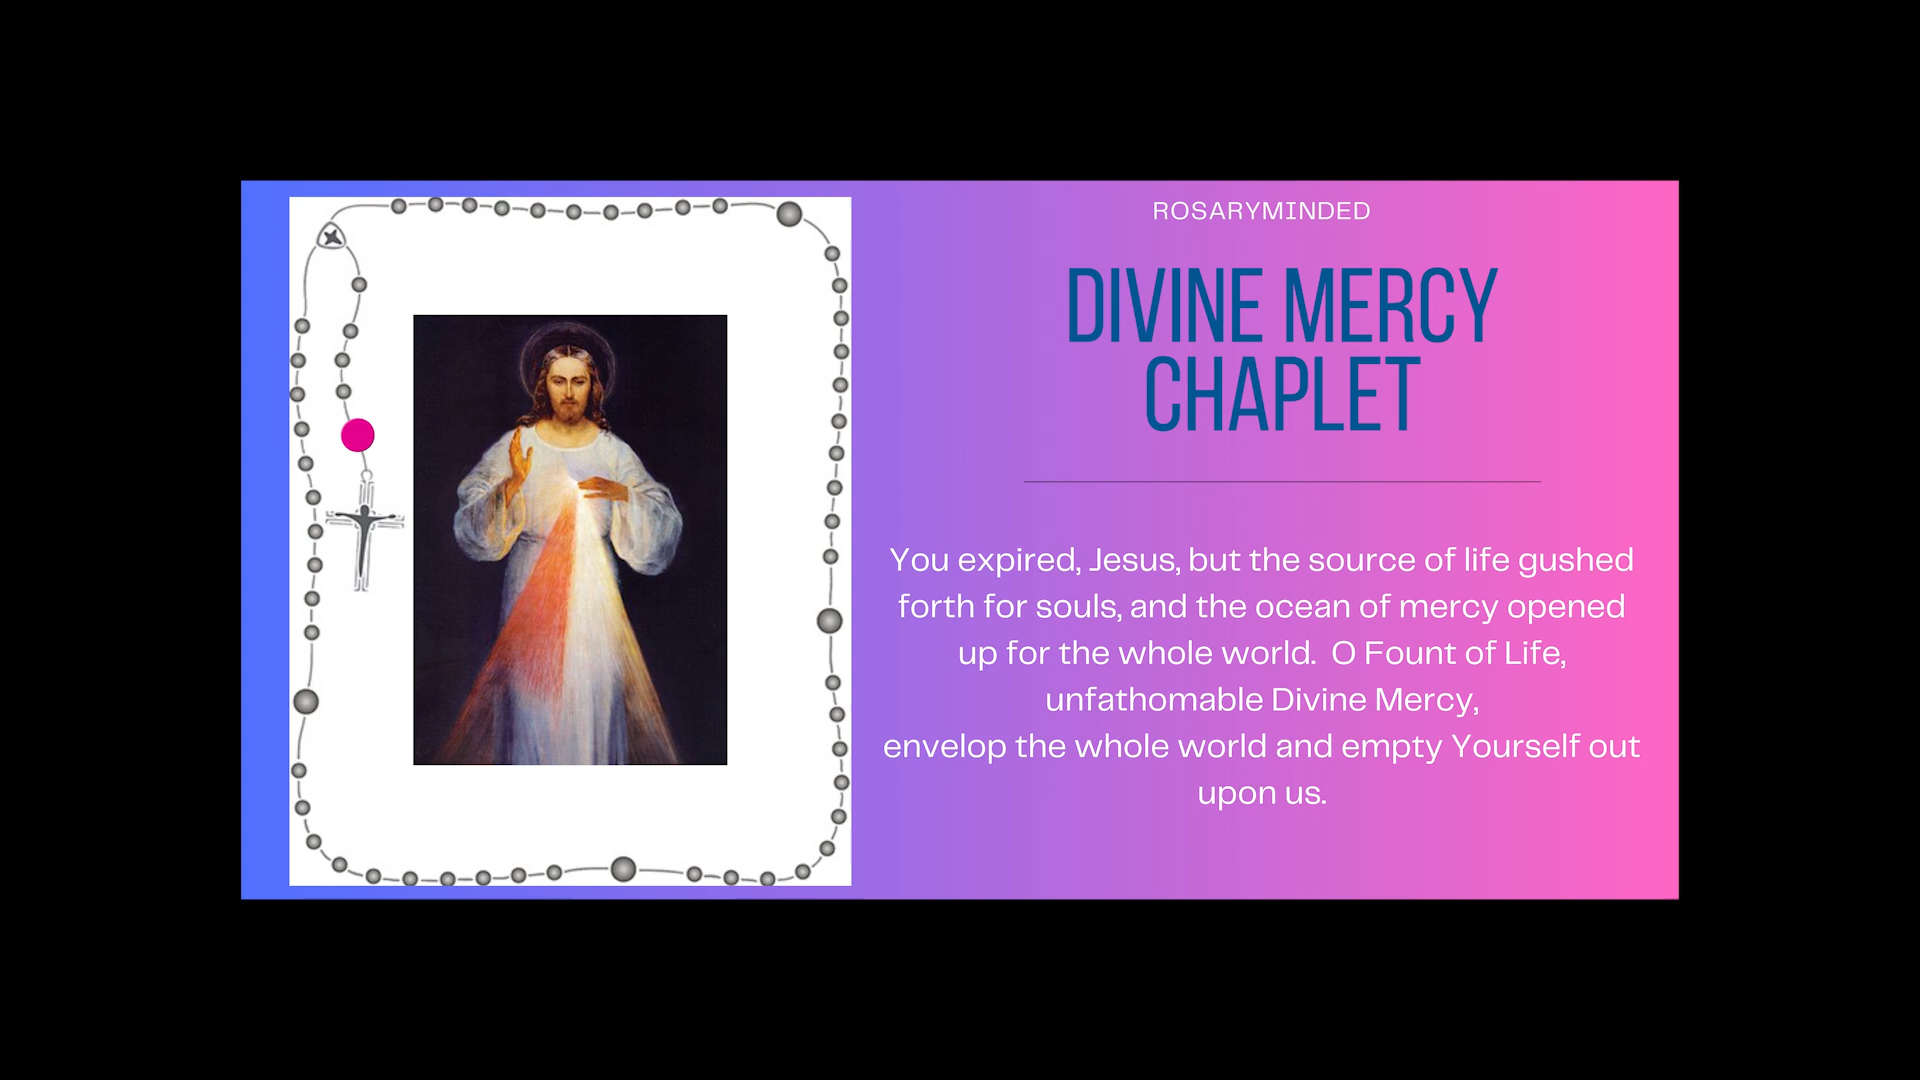 ROSARYMINDED
DIVINE MERCY
CHAPLET
You expired, Jesus, but the source of life gushed
forth for souls, and the ocean of mercy opened
up for the whole world.  O Fount of Life,
unfathomable Divine Mercy,
envelop the whole world and empty Yourself out
upon us.